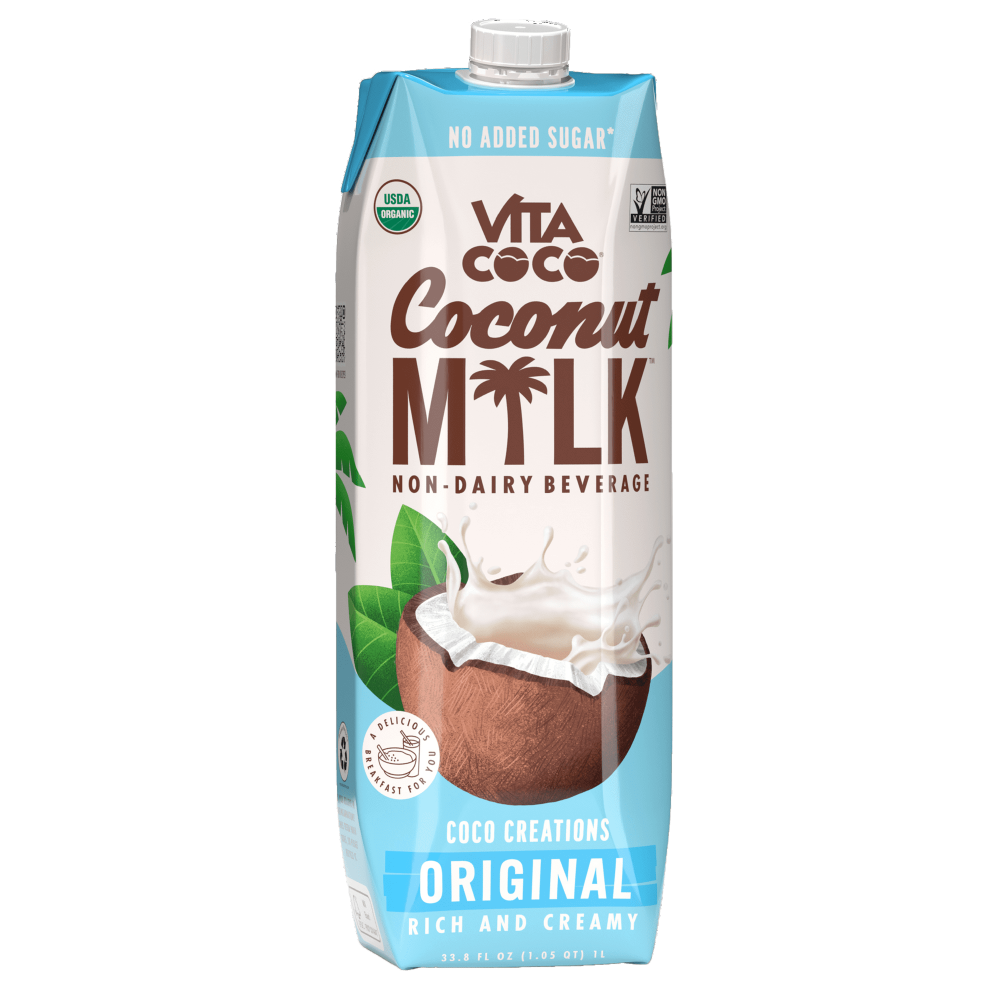 NO ADDED SUGAR*
USDA
ORGANIC
NON
GMO
Project
VERIFIED
nongmoproject.org
VITA
COCO®
Coconut
MILK™
NON-DAIRY BEVERAGE
A DELICIOUS
BREAKFAST FOR YOU
COCO CREATIONS
ORIGINAL
RICH AND CREAMY
33.8 FL OZ (1.05 QT) 1L